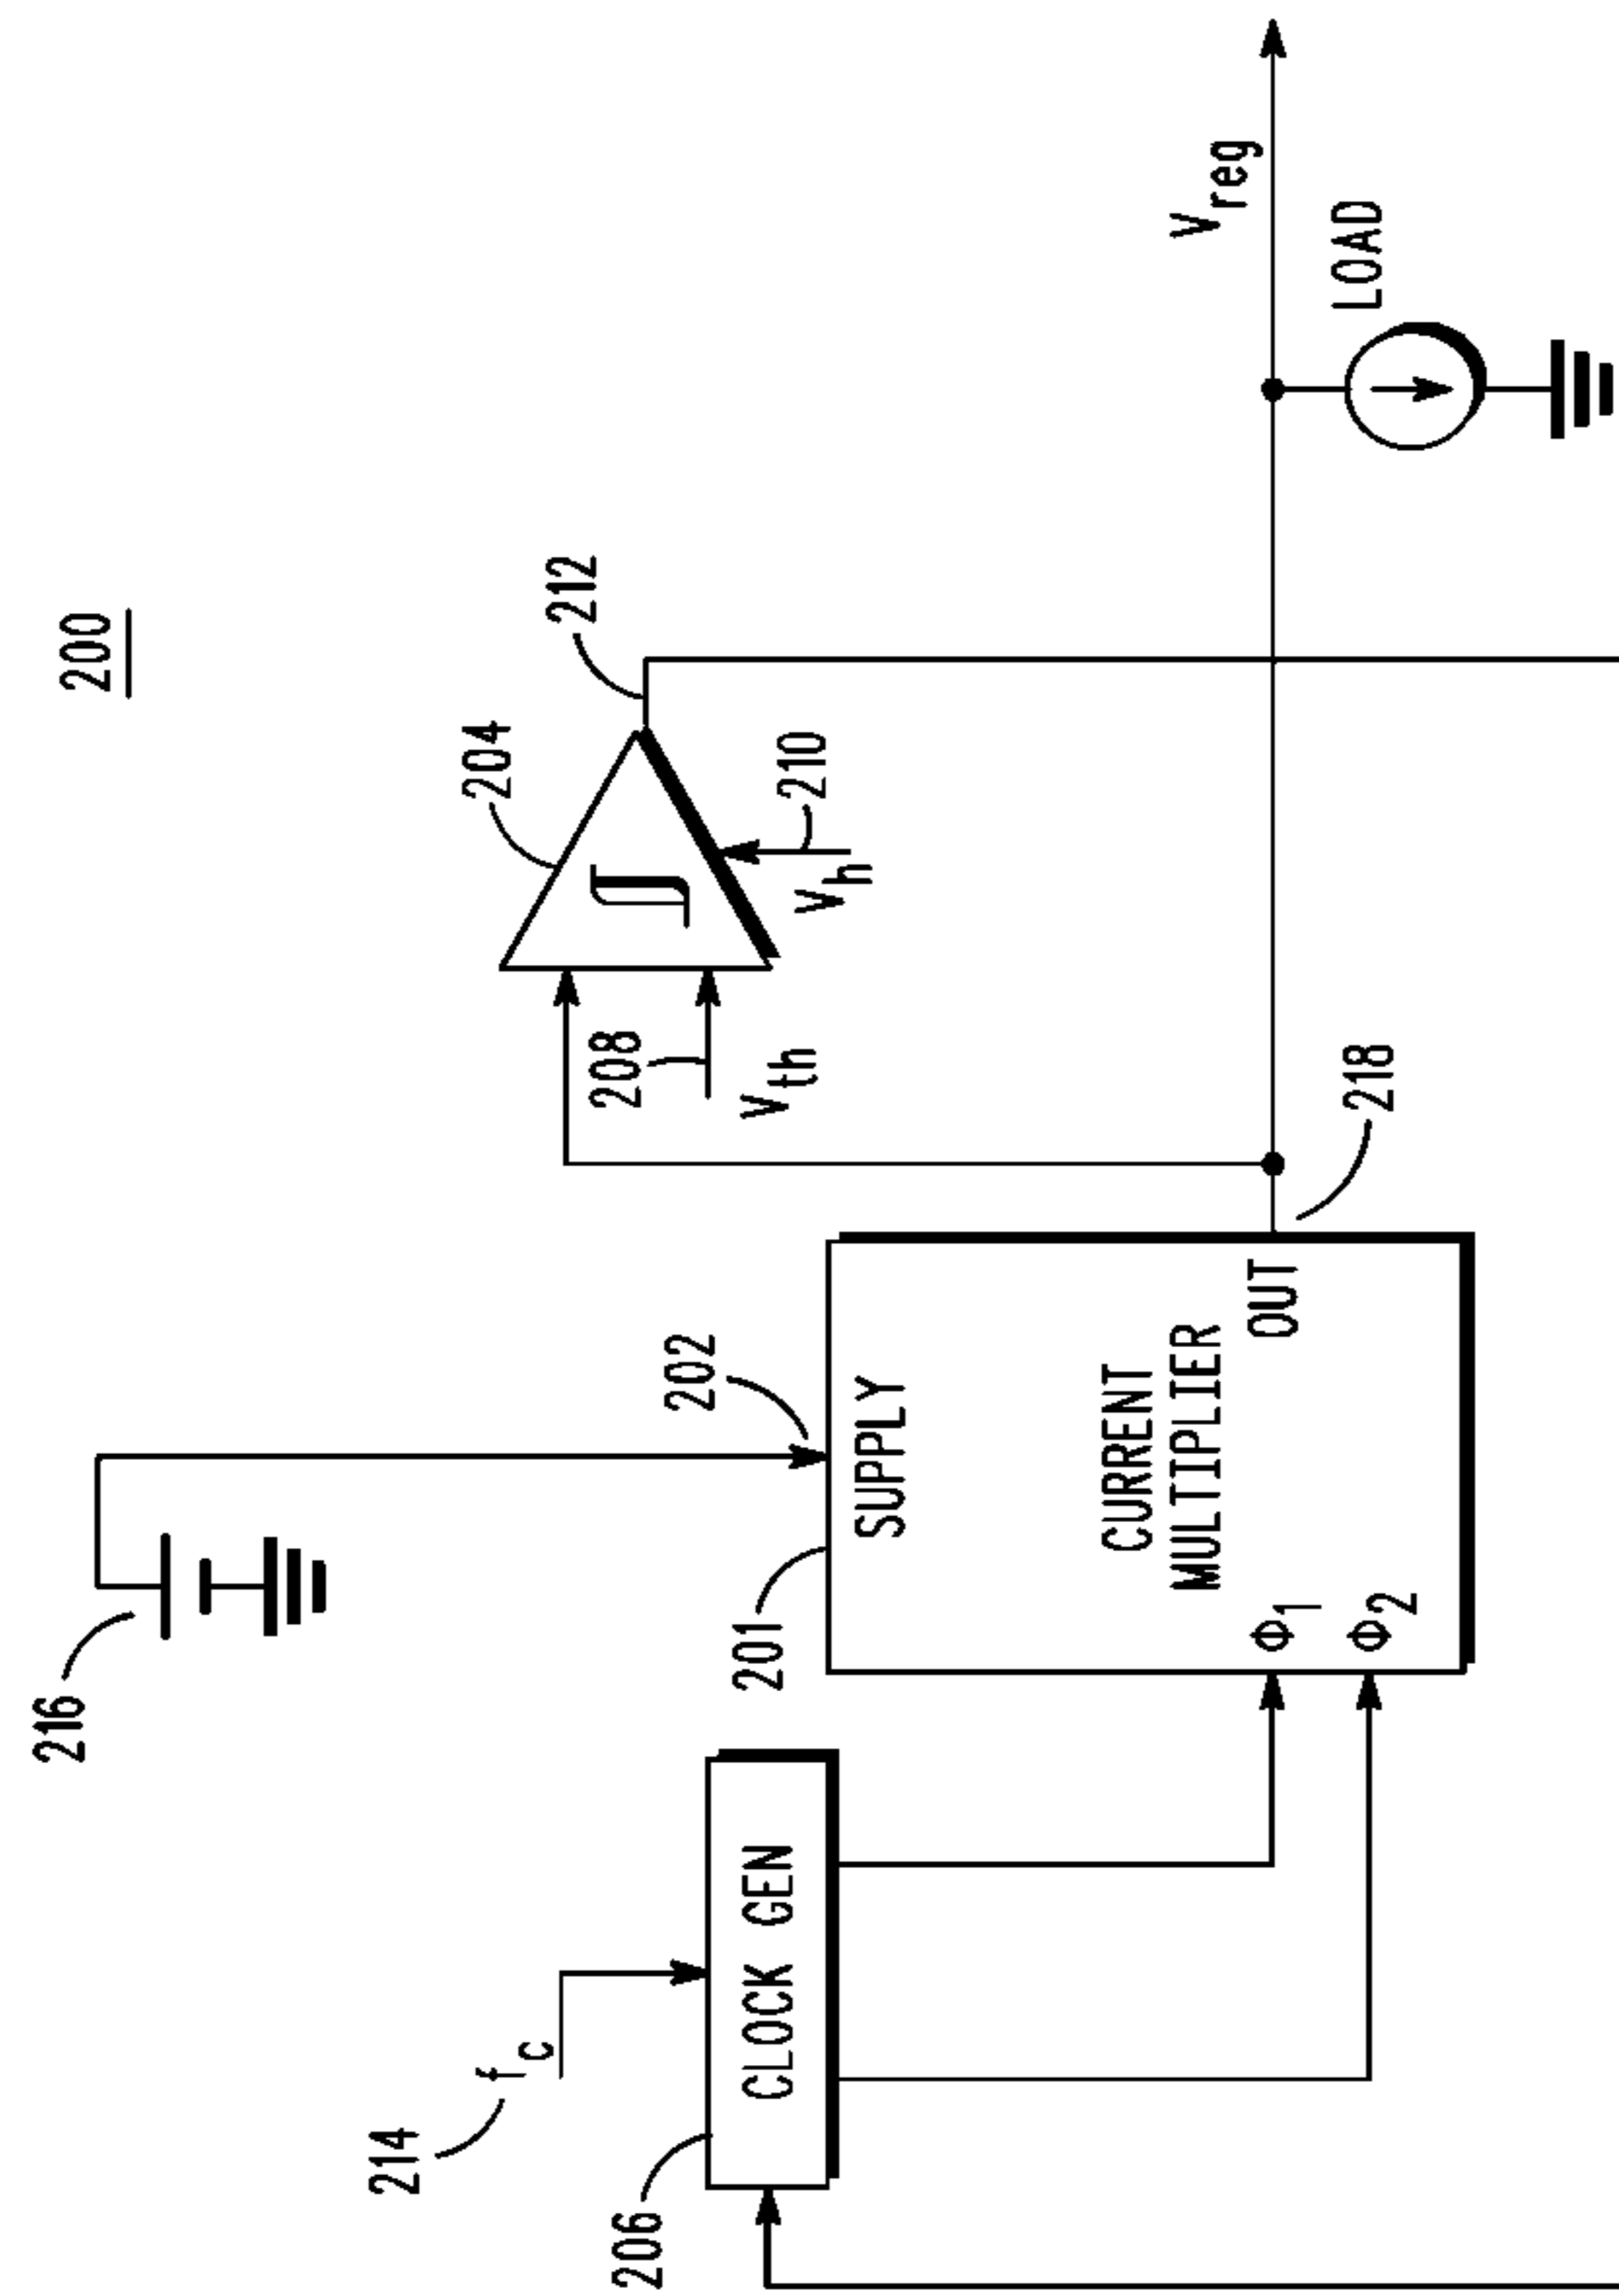 200
216
204
212
202
208
V_th
V_h
210
V_reg
LOAD
214
f_c
206
CLOCK GEN
201
SUPPLY
CURRENT
MULTIPLIER
OUT
218
Φ1
Φ2